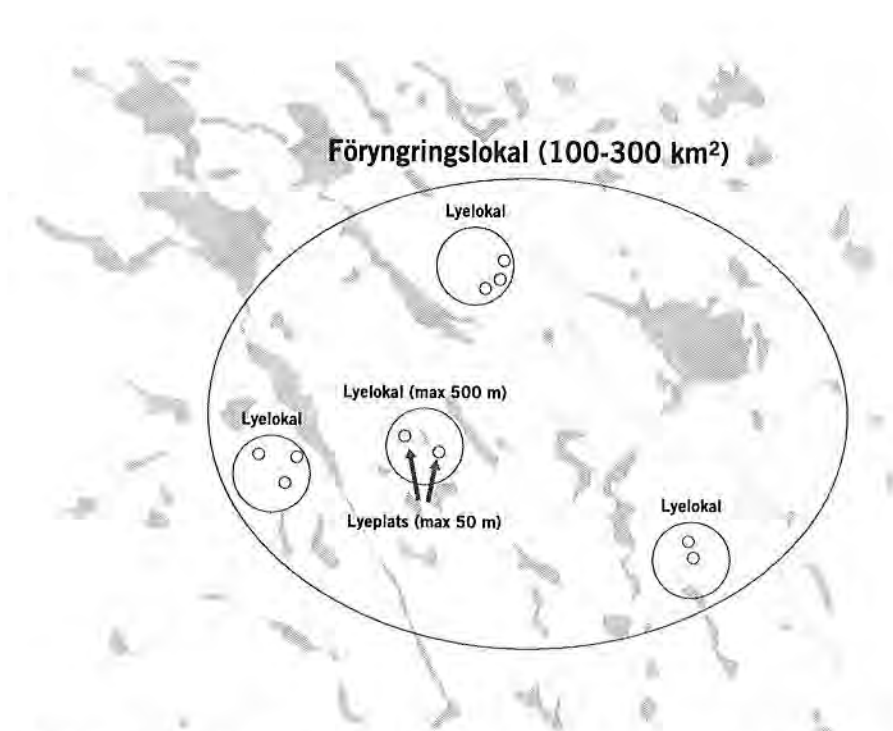 Föryngringslokal (100-300 km²)
Lyelokal
Lyelokal (max 500 m)
Lyelokal
Lyeplats (max 50 m)
Lyelokal